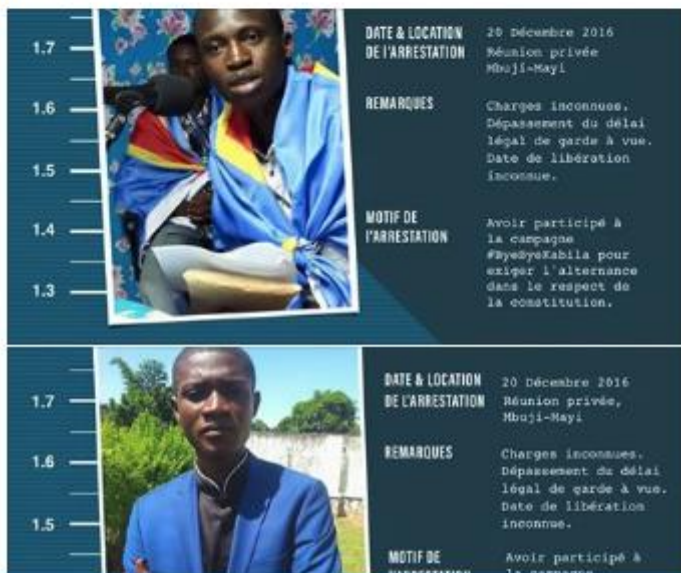 1.7
1.6
1.5
1.4
1.3
DATE & LOCATION
DE l'ARRESTATION
20 Décembre 2016
Réunion privée
Mbuji-Mayi
REMARQUES
Charges inconnues.
Dépassement du délai
légal de garde à vue.
Date de libération
inconnue.
MOTIF DE
l'ARRESTATION
Avoir participé à
la campagne
#ByeByeKabila pour
exiger l'alternance
dans le respect de
la constitution.
1.7
1.6
1.5
DATE & LOCATION
DE L'ARRESTATION
20 Décembre 2016
Réunion privée,
Mbuji-Mayi
REMARQUES
Charges inconnues.
Dépassement du délai
légal de garde à vue.
Date de libération
inconnue.
MOTIF DE
Avoir participé à
la campagne